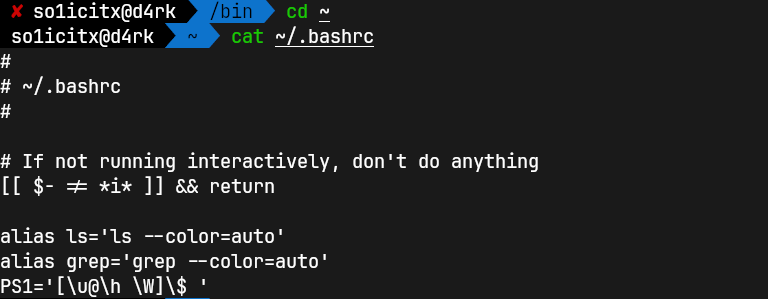 ✘ so1icitx@d4rk /bin cd ~
so1icitx@d4rk ~ cat ~/.bashrc
#
# ~/.bashrc
#
# If not running interactively, don't do anything
[[ $- != *i* ]] && return
alias ls='ls --color=auto'
alias grep='grep --color=auto'
PS1='[\u@\h \W]\$ '